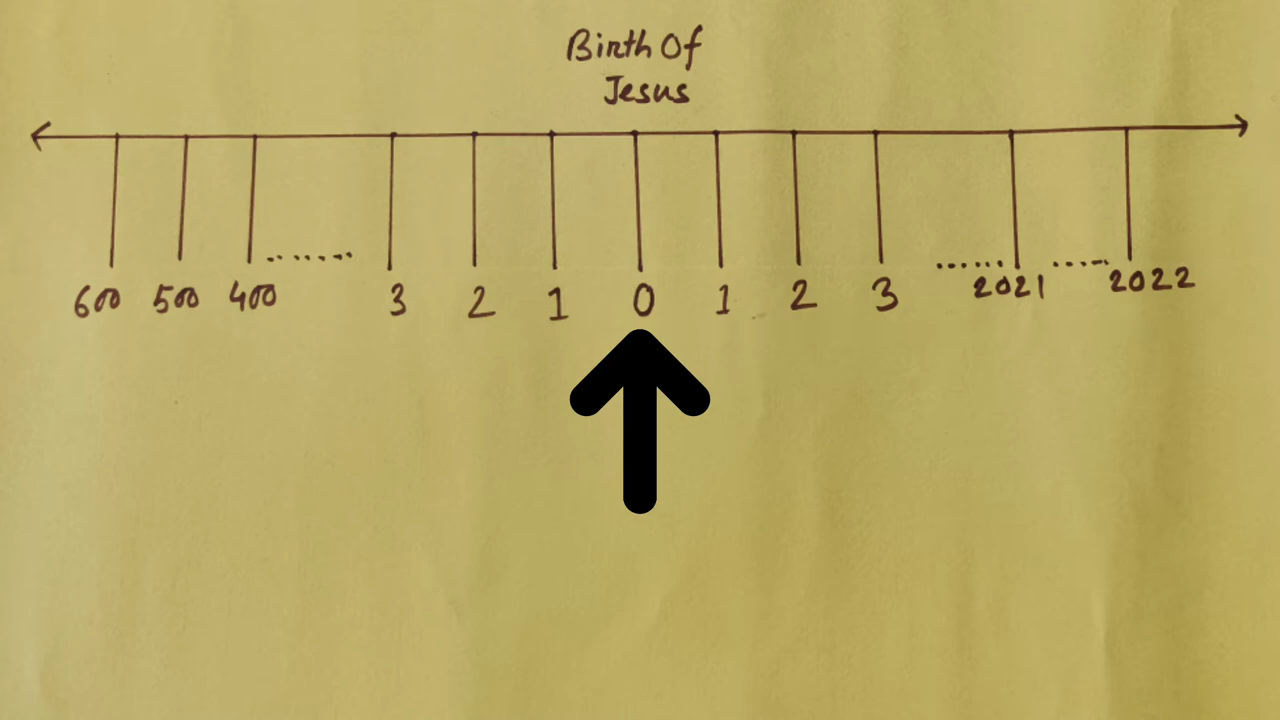 Birth Of
Jesus
600 500 400 ....... 3 2 1 0 1 2 3 ...... 2021 ...... 2022